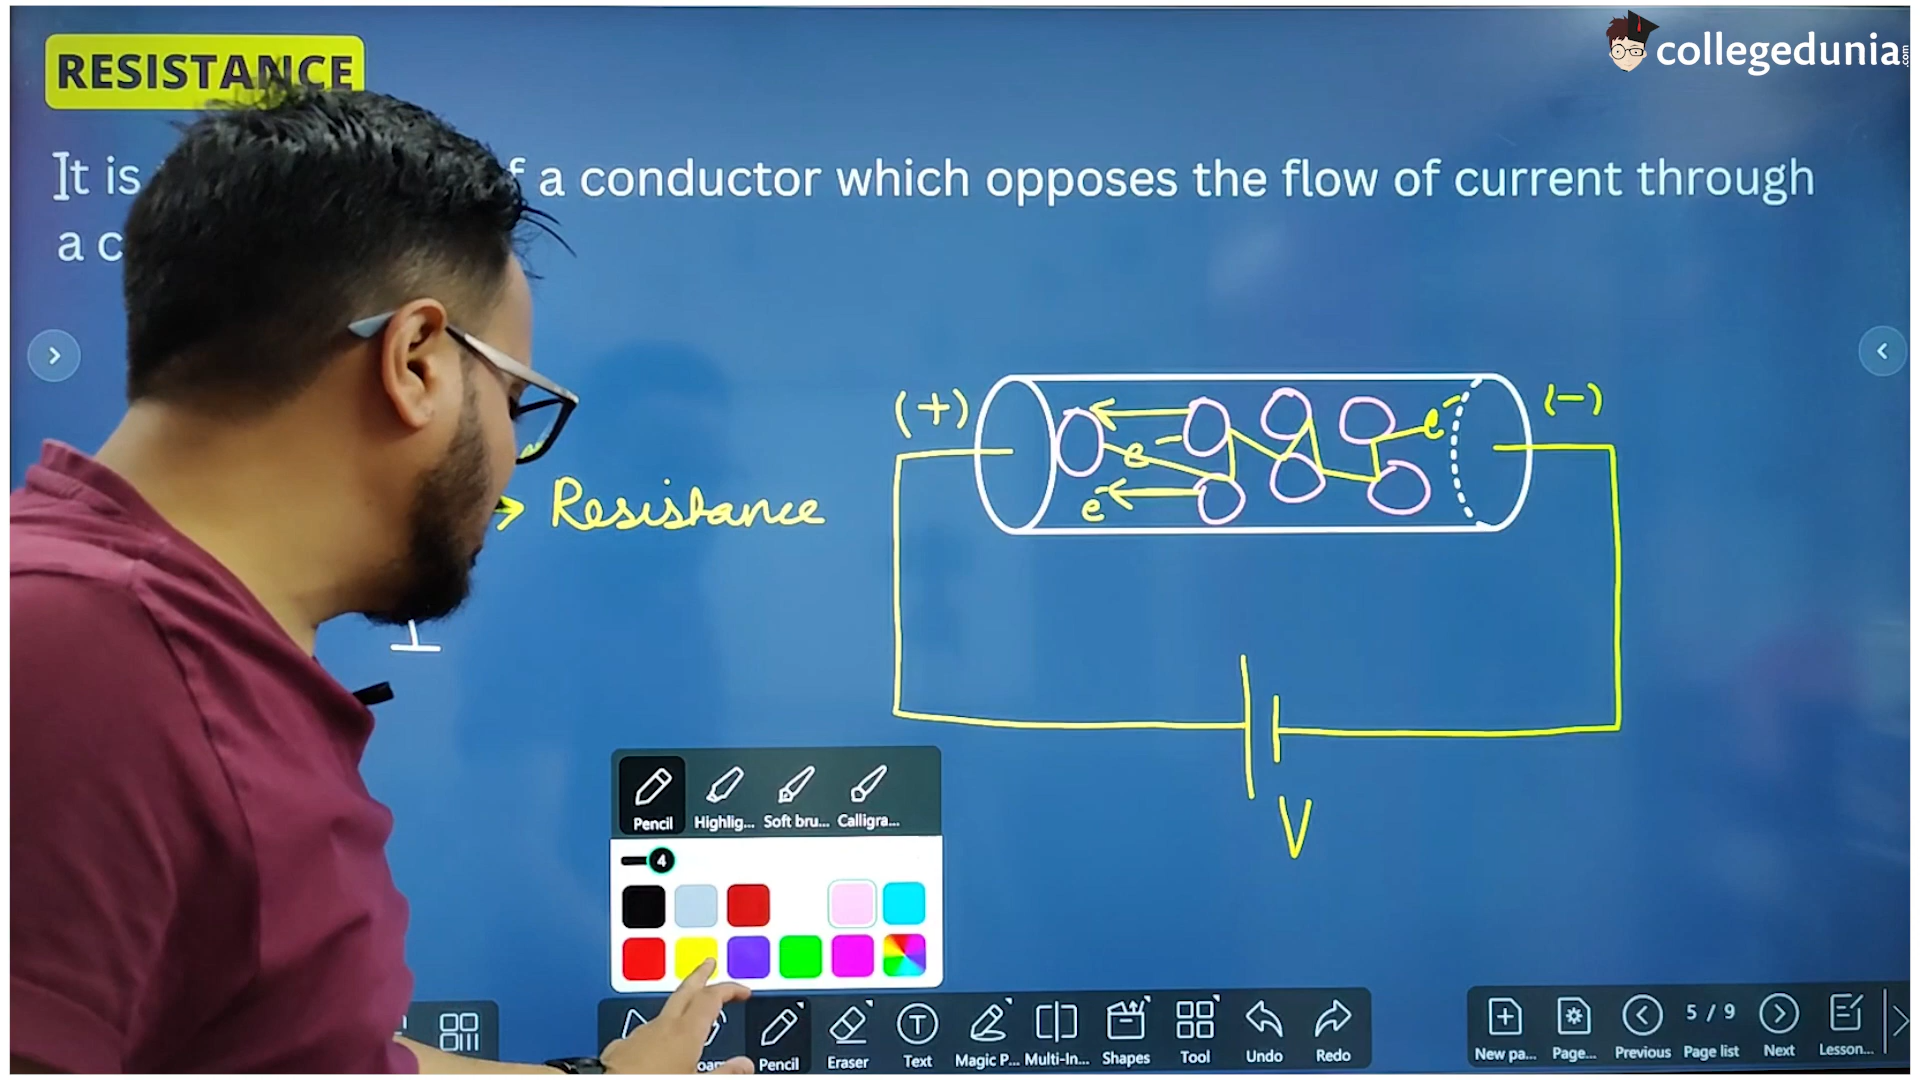 RESISTANCE
collegedunia
.com
It is
a conductor which opposes the flow of current through
a c
(+)
e-
(-)
e-
e-
→ Resistance
V
Pencil
Highlig...
Soft bru...
Calligra...
4
Pencil
Eraser
Text
Magic P...
Multi-In...
Shapes
Tool
Undo
Redo
New pa...
Page...
Previous
5 / 9
Page list
Next
Lesson...